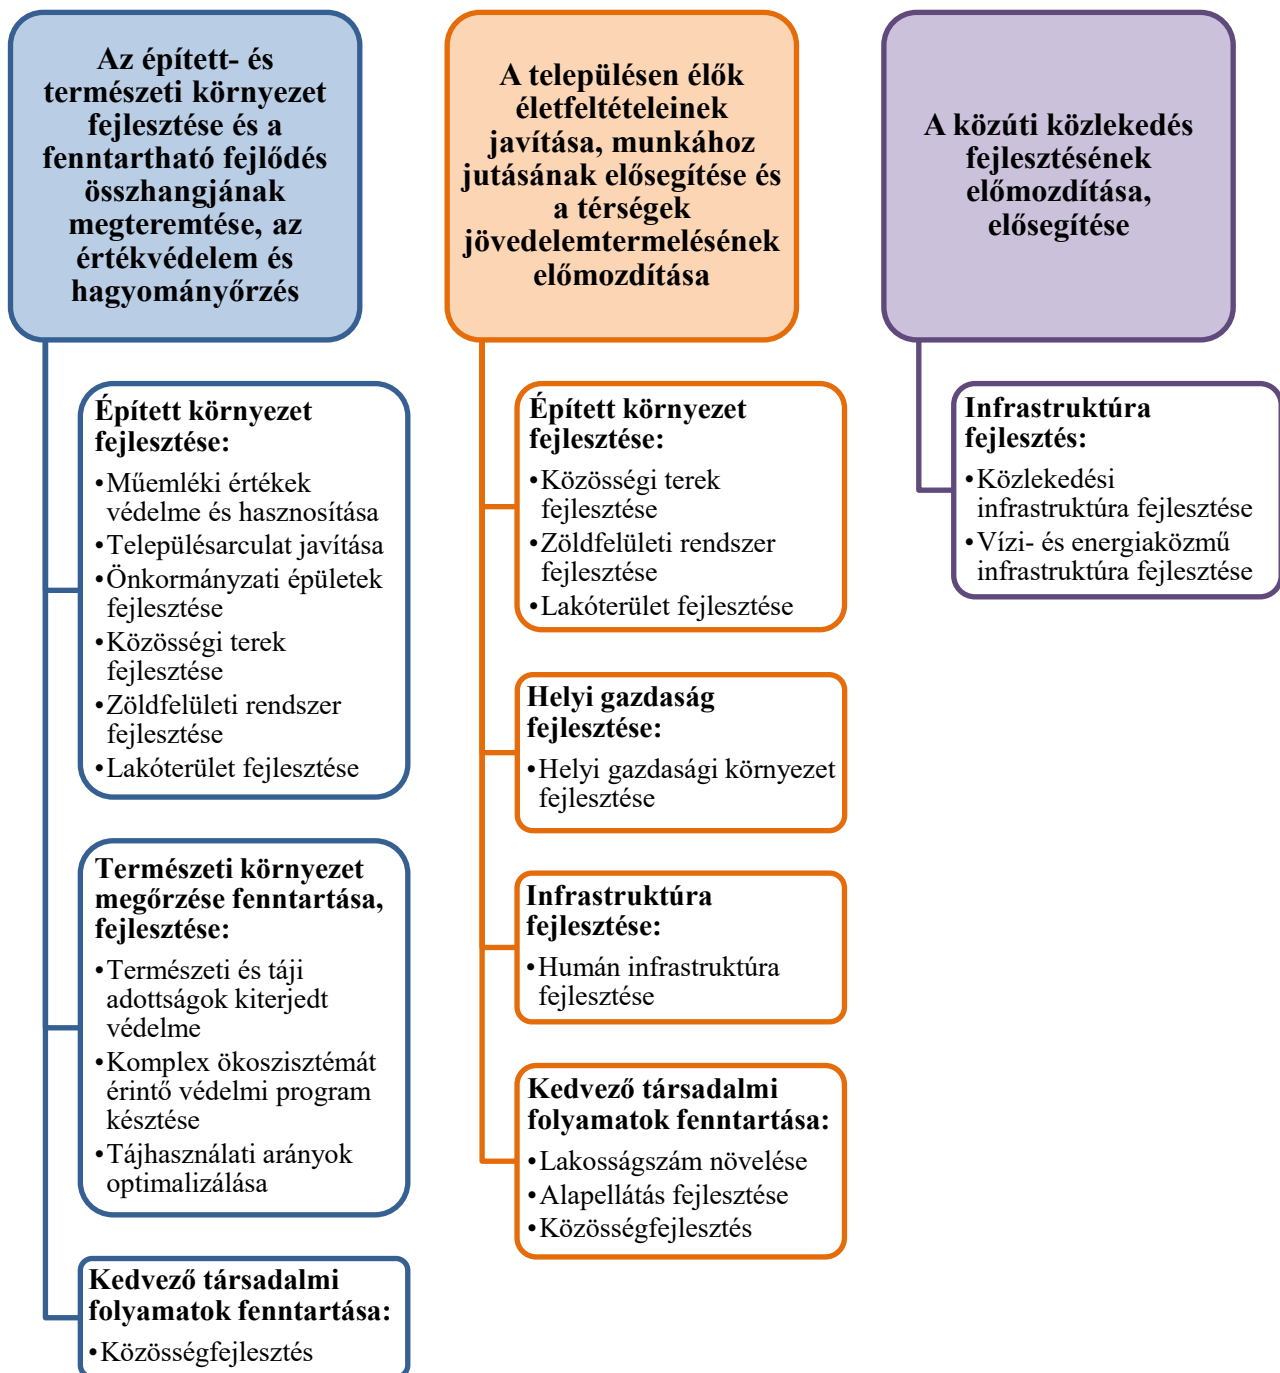 Az épített- és
természeti környezet
fejlesztése és a
fenntartható fejlődés
összhangjának
megteremtése, az
értékvédelem és
hagyományőrzés
Épített környezet
fejlesztése:
•Műemléki értékek
védelme és hasznosítása
•Településarculat javítása
•Önkormányzati épületek
fejlesztése
•Közösségi terek
fejlesztése
•Zöldfelületi rendszer
fejlesztése
•Lakóterület fejlesztése
Természeti környezet
megőrzése fenntartása,
fejlesztése:
•Természeti és táji
adottságok kiterjedt
védelme
•Komplex ökoszisztémát
érintő védelmi program
késztése
•Tájhasználati arányok
optimalizálása
Kedvező társadalmi
folyamatok fenntartása:
•Közösségfejlesztés
A településen élők
életfeltételeinek
javítása, munkához
jutásának elősegítése és
a térségek
jövedelemtermelésének
előmozdítása
Épített környezet
fejlesztése:
•Közösségi terek
fejlesztése
•Zöldfelületi rendszer
fejlesztése
•Lakóterület fejlesztése
Helyi gazdaság
fejlesztése:
•Helyi gazdasági környezet
fejlesztése
Infrastruktúra
fejlesztése:
•Humán infrastruktúra
fejlesztése
Kedvező társadalmi
folyamatok fenntartása:
•Lakosságszám növelése
•Alapellátás fejlesztése
•Közösségfejlesztés
A közúti közlekedés
fejlesztésének
előmozdítása,
elősegítése
Infrastruktúra
fejlesztés:
•Közlekedési
infrastruktúra fejlesztése
•Vízi- és energiaközmű
infrastruktúra fejlesztése